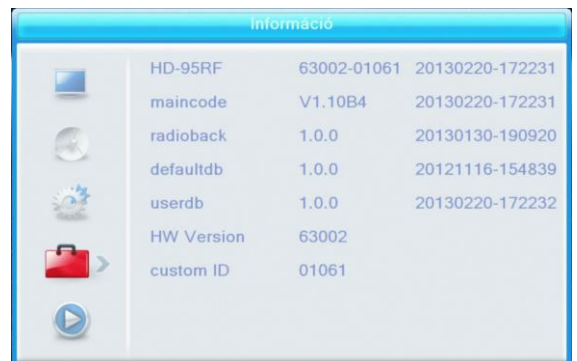 Információ
HD-95RF 63002-01061 20130220-172231
maincode V1.10B4 20130220-172231
radioback 1.0.0 20130130-190920
defaultdb 1.0.0 20121116-154839
userdb 1.0.0 20130220-172232
HW Version 63002
custom ID 01061